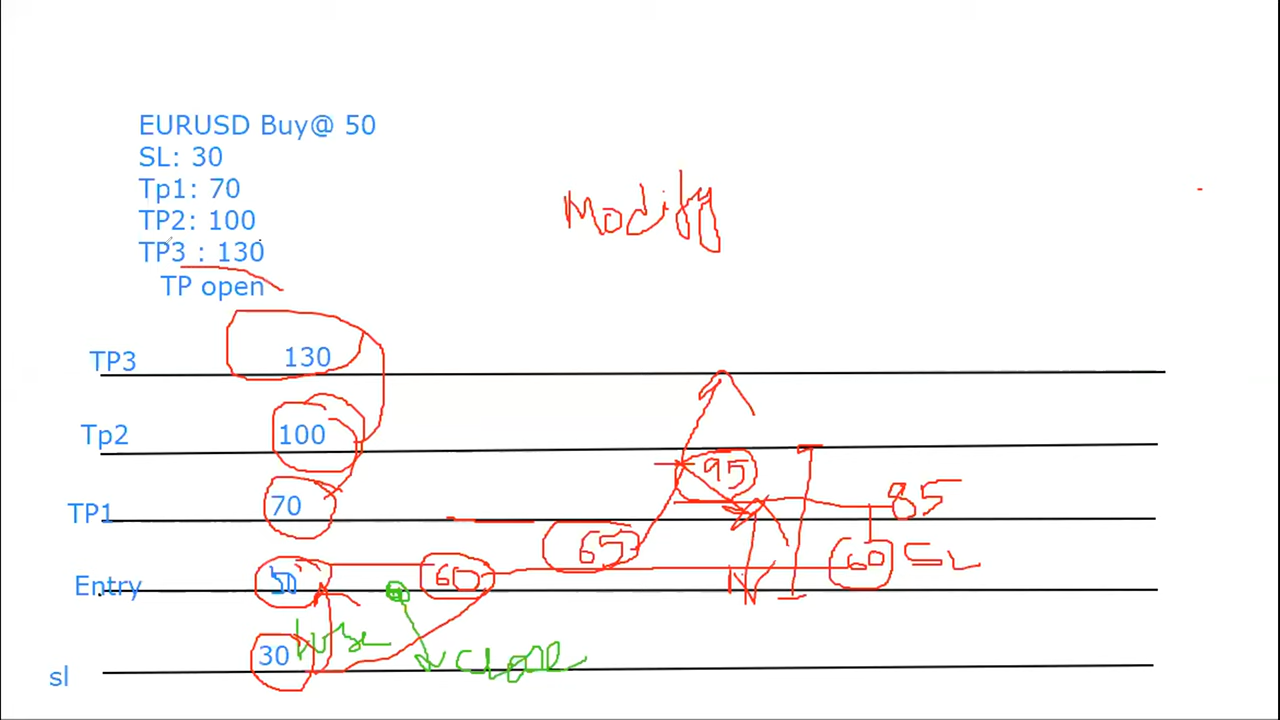 EURUSD Buy@ 50
SL: 30
Tp1: 70
TP2: 100
TP3 : 130
TP open
Modify
TP3 130
Tp2 100
95
85
TP1 70
65
60 SL
Entry 50 60
30
CLOSE
sl